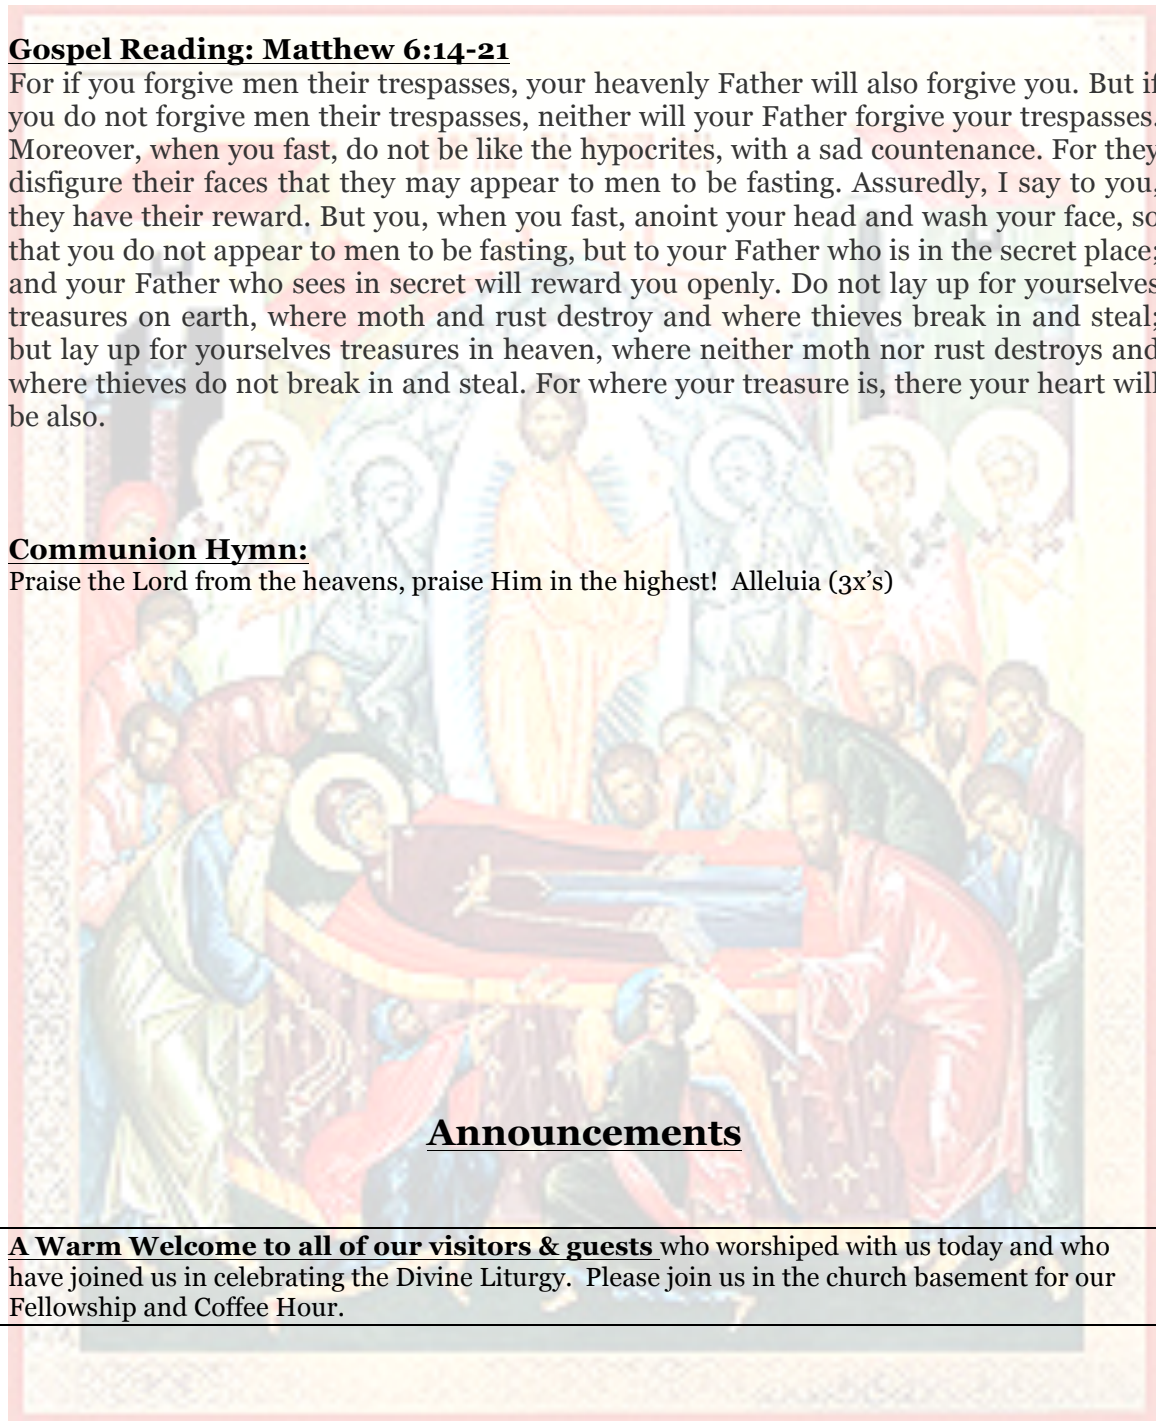 Gospel Reading: Matthew 6:14-21
For if you forgive men their trespasses, your heavenly Father will also forgive you. But if
you do not forgive men their trespasses, neither will your Father forgive your trespasses.
Moreover, when you fast, do not be like the hypocrites, with a sad countenance. For they
disfigure their faces that they may appear to men to be fasting. Assuredly, I say to you,
they have their reward. But you, when you fast, anoint your head and wash your face, so
that you do not appear to men to be fasting, but to your Father who is in the secret place;
and your Father who sees in secret will reward you openly. Do not lay up for yourselves
treasures on earth, where moth and rust destroy and where thieves break in and steal;
but lay up for yourselves treasures in heaven, where neither moth nor rust destroys and
where thieves do not break in and steal. For where your treasure is, there your heart will
be also.
Communion Hymn:
Praise the Lord from the heavens, praise Him in the highest!  Alleluia (3x’s)
Announcements
A Warm Welcome to all of our visitors & guests who worshiped with us today and who
have joined us in celebrating the Divine Liturgy.  Please join us in the church basement for our
Fellowship and Coffee Hour.